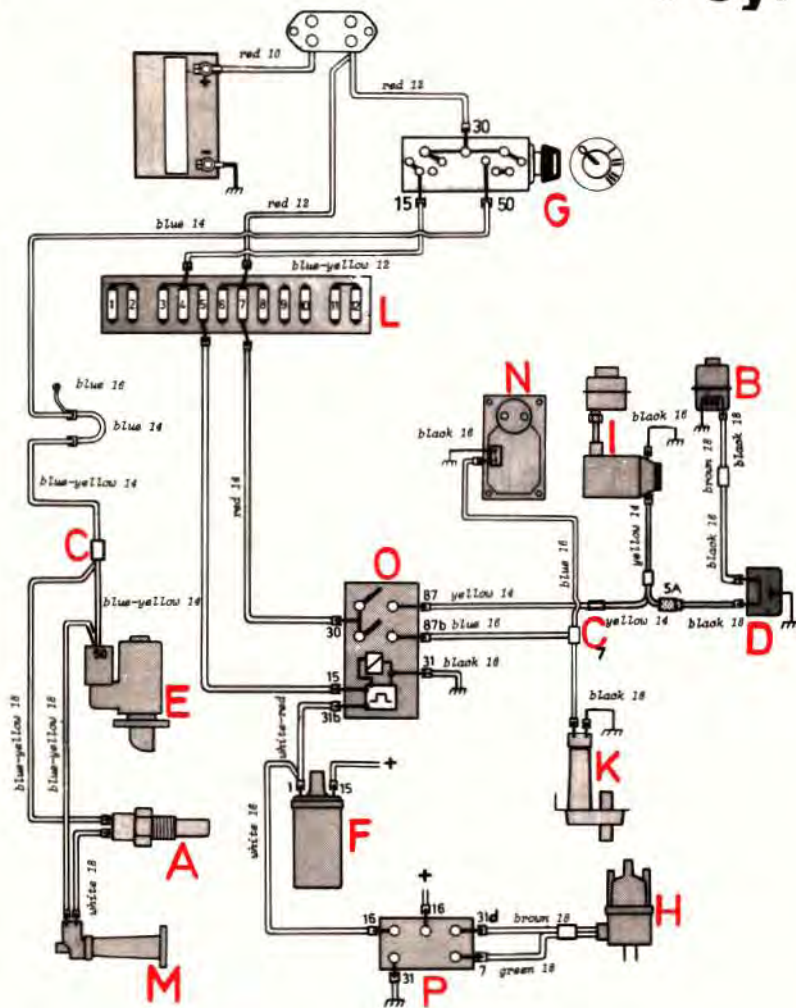 red 10
red 12
+
-
30
G
I
II
III
15
50
red 12
blue 14
blue-yellow 12
1 2 3 4 5 6 7 8 9 10 11 12
L
blue 16
blue 14
N
I
B
black 16
black 16
brown 18
black 18
blue-yellow 14
red 14
yellow 14
C
O
blue 16
black 18
5A
blue-yellow 14
87
yellow 14
30
87b
blue 16
C
yellow 14
black 18
D
50
31
black 18
E
15
black 18
31b
blue-yellow 18
blue-yellow 18
white-red
+
1
15
K
F
white 18
A
+
H
white 18
16
16
31d
brown 18
M
31
7
green 18
P